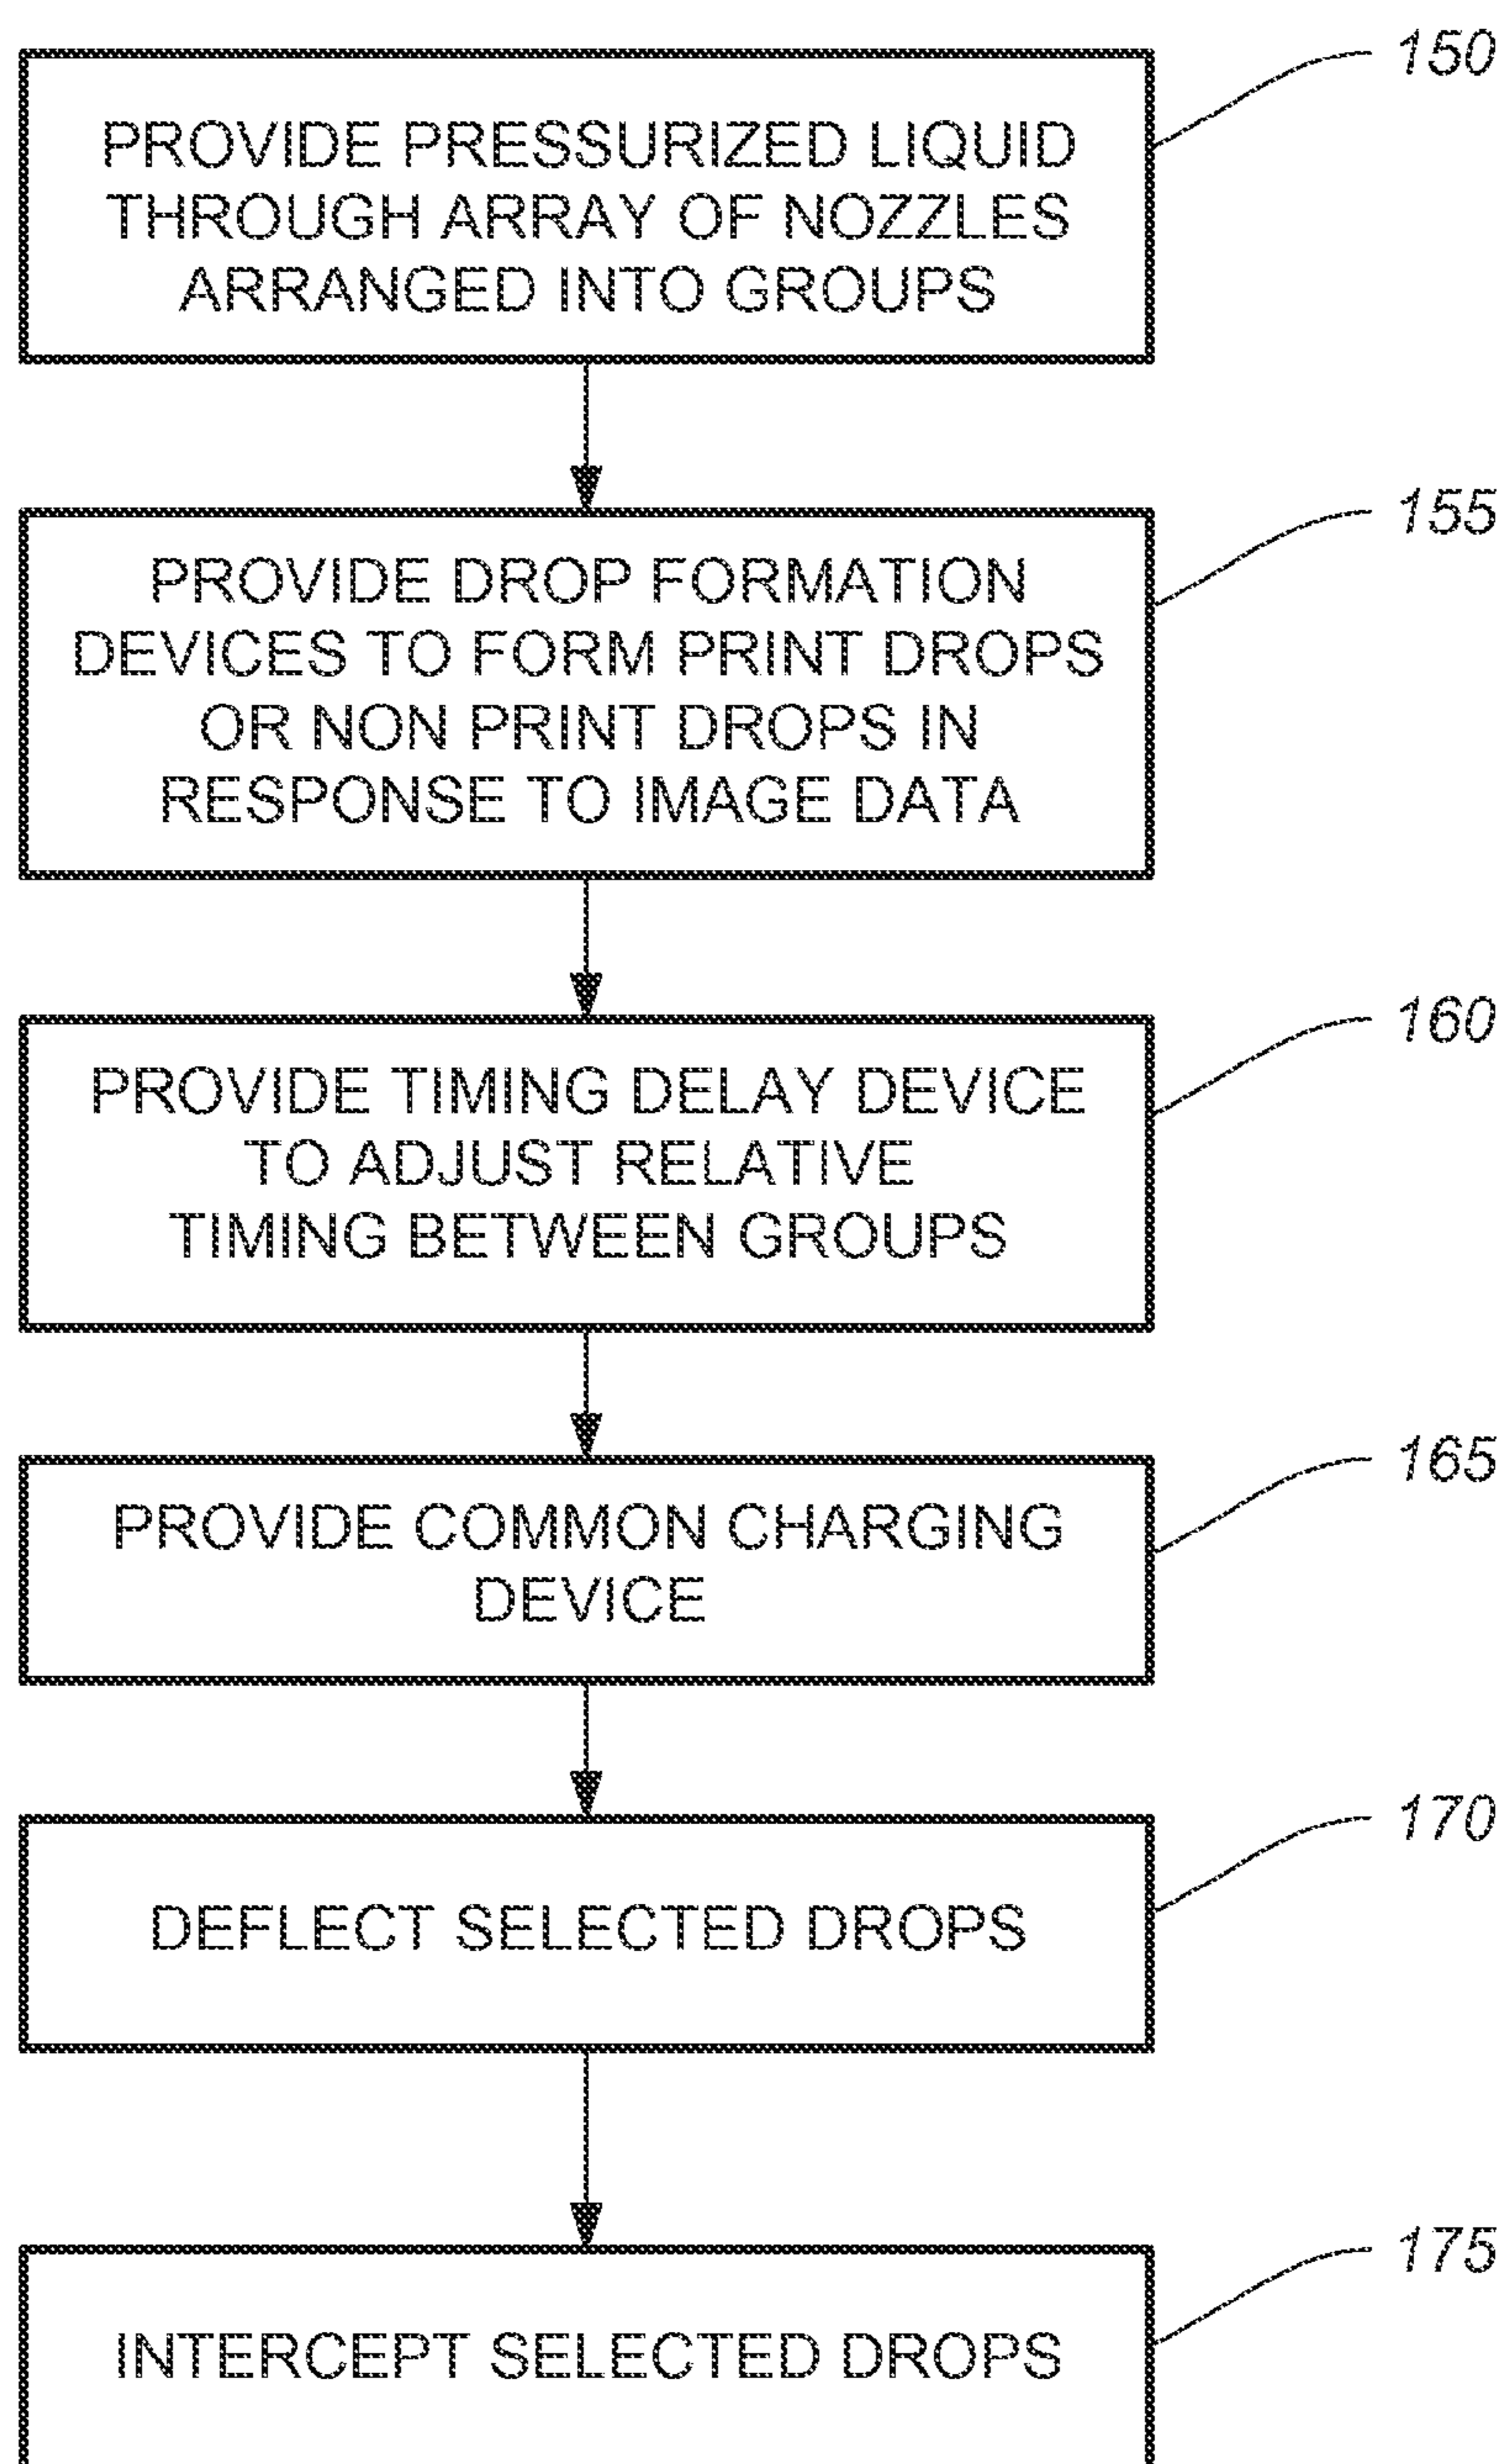 150
PROVIDE PRESSURIZED LIQUID
THROUGH ARRAY OF NOZZLES
ARRANGED INTO GROUPS
155
PROVIDE DROP FORMATION
DEVICES TO FORM PRINT DROPS
OR NON PRINT DROPS IN
RESPONSE TO IMAGE DATA
160
PROVIDE TIMING DELAY DEVICE
TO ADJUST RELATIVE
TIMING BETWEEN GROUPS
165
PROVIDE COMMON CHARGING
DEVICE
170
DEFLECT SELECTED DROPS
175
INTERCEPT SELECTED DROPS